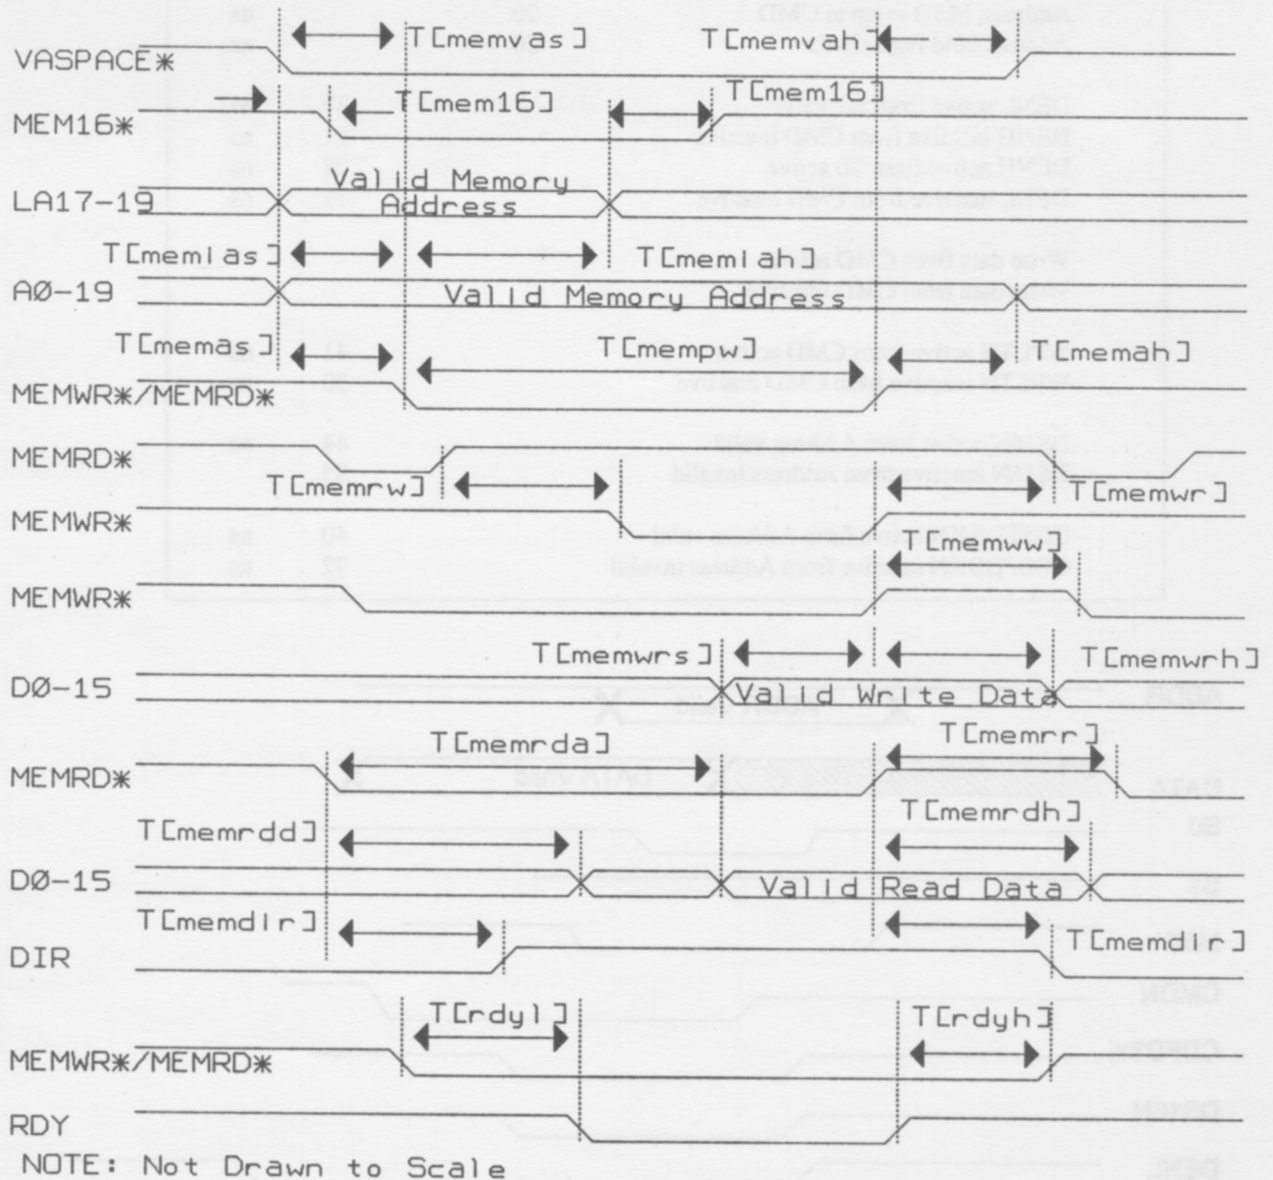 VASPACE* T[memvas] T[memvah]
MEM16* T[mem16] T[mem16]
LA17-19 Valid Memory
Address
T[memlas] T[memlah]
AØ-19 Valid Memory Address
T[memas] T[mempw] T[memah]
MEMWR*/MEMRD*
MEMRD*
T[memrw] T[memwr]
MEMWR*
T[memww]
MEMWR*
T[memwrs] T[memwrh]
DØ-15 Valid Write Data
T[memrda] T[memrr]
MEMRD*
T[memrdd] T[memrdh]
DØ-15 Valid Read Data
T[memdir] T[memdir]
DIR
T[rdyl] T[rdyh]
MEMWR*/MEMRD*
RDY
NOTE: Not Drawn to Scale